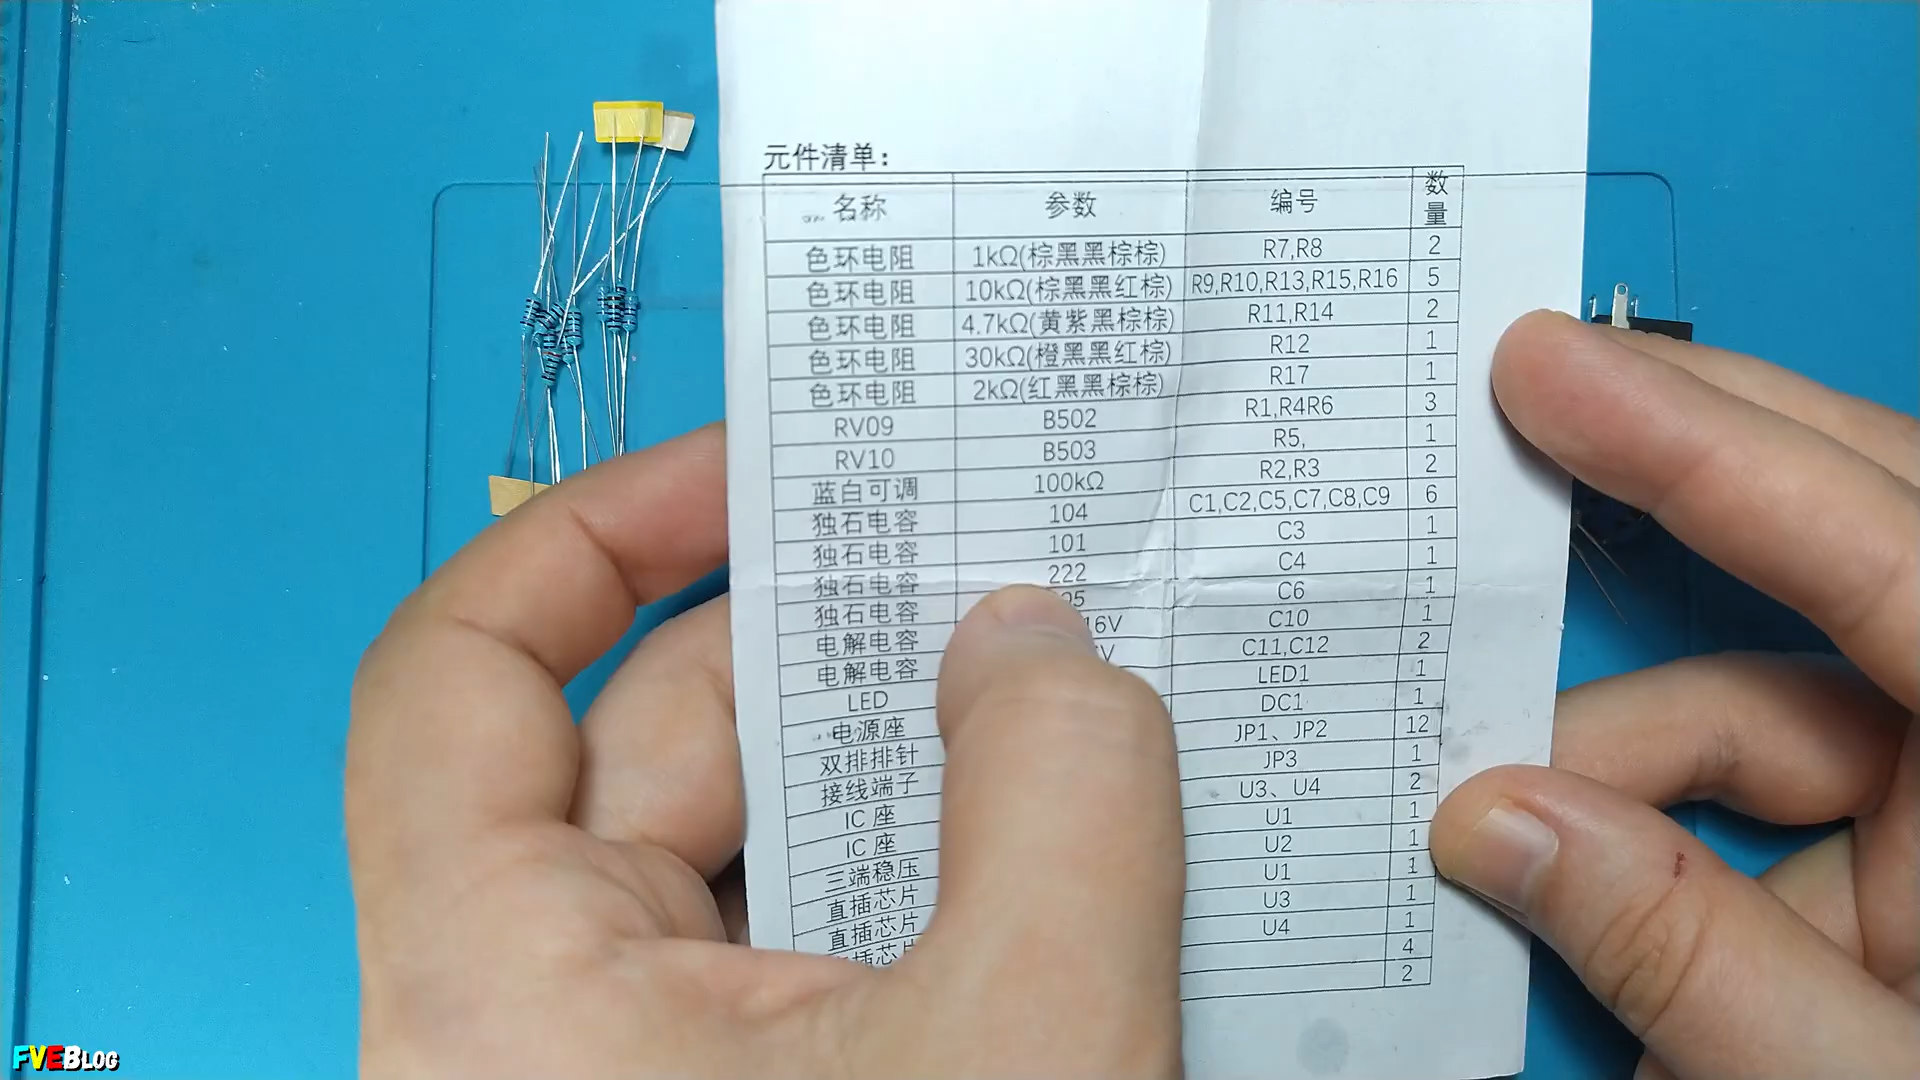 元件清单：
名称 参数 编号 数量
色环电阻 1kΩ(棕黑黑棕棕) R7,R8 2
色环电阻 10kΩ(棕黑黑红棕) R9,R10,R13,R15,R16 5
色环电阻 4.7kΩ(黄紫黑棕棕) R11,R14 2
色环电阻 30kΩ(橙黑黑红棕) R12 1
色环电阻 2kΩ(红黑黑棕棕) R17 1
RV09 B502 R1,R4R6 3
RV10 B503 R5, 1
蓝白可调 100kΩ R2,R3 2
独石电容 104 C1,C2,C5,C7,C8,C9 6
独石电容 101 C3 1
独石电容 222 C4 1
独石电容 C6 1
电解电容 16V C10 1
电解电容 C11,C12 2
LED LED1 1
电源座 DC1 1
双排排针 JP1、JP2 12
接线端子 JP3 1
IC 座 U3、U4 2
IC 座 U1 1
三端稳压 U2 1
直插芯片 U1 1
直插芯片 U3 1
插芯片 U4 1
4
2
FVEBLOG